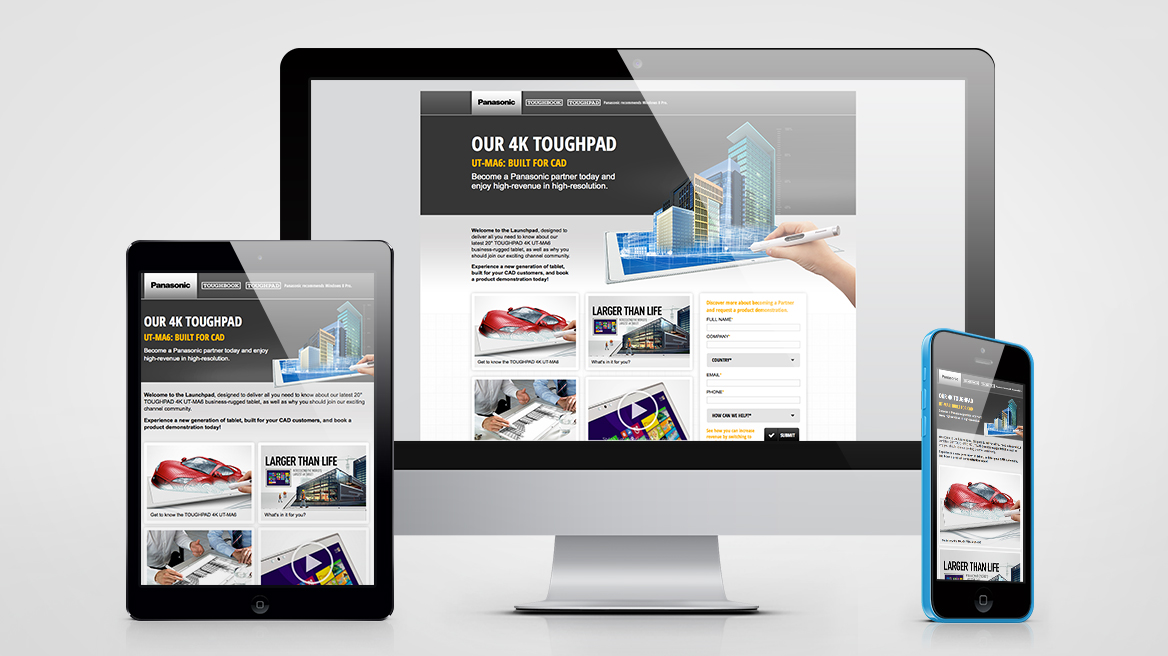 Panasonic TOUGHBOOK TOUGHPAD Panasonic recommends Windows 8 Pro.
OUR 4K TOUGHPAD
UT-MA6: BUILT FOR CAD
Become a Panasonic partner today and
enjoy high-revenue in high-resolution.
Welcome to the Launchpad, designed to
deliver all you need to know about our
latest 20" TOUGHPAD 4K UT-MA6
business-rugged tablet, as well as why you
should join our exciting channel community.
Experience a new generation of tablet,
built for your CAD customers, and book
a product demonstration today!
Get to know the TOUGHPAD 4K UT-MA6
LARGER THAN LIFE
What's in it for you?
Discover more about becoming a Partner
and request a product demonstration.
FULL NAME*
COMPANY*
COUNTRY*
EMAIL*
PHONE*
HOW CAN WE HELP?*
See how you can increase
revenue by switching to
SUBMIT
Panasonic TOUGHBOOK TOUGHPAD Panasonic recommends Windows 8 Pro.
OUR 4K TOUGHPAD
UT-MA6: BUILT FOR CAD
Become a Panasonic partner today and enjoy
high-revenue in high-resolution.
Welcome to the Launchpad, designed to deliver all you need to know about our latest 20"
TOUGHPAD 4K UT-MA6 business-rugged tablet, as well as why you should join our exciting
channel community.
Experience a new generation of tablet, built for your CAD customers, and book a
product demonstration today!
Get to know the TOUGHPAD 4K UT-MA6
LARGER THAN LIFE
What's in it for you?
Panasonic
OUR 4K TOUGHPAD
UT-MA6: BUILT FOR CAD
LARGER THAN LIFE